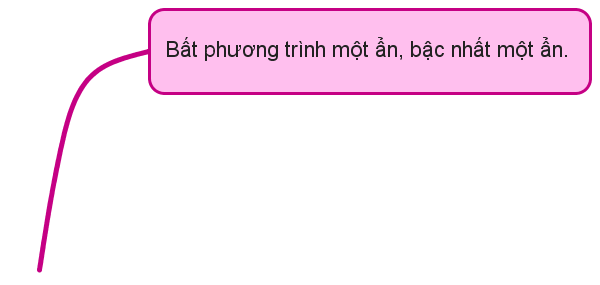 Bất phương trình một ẩn, bậc nhất một ẩn.